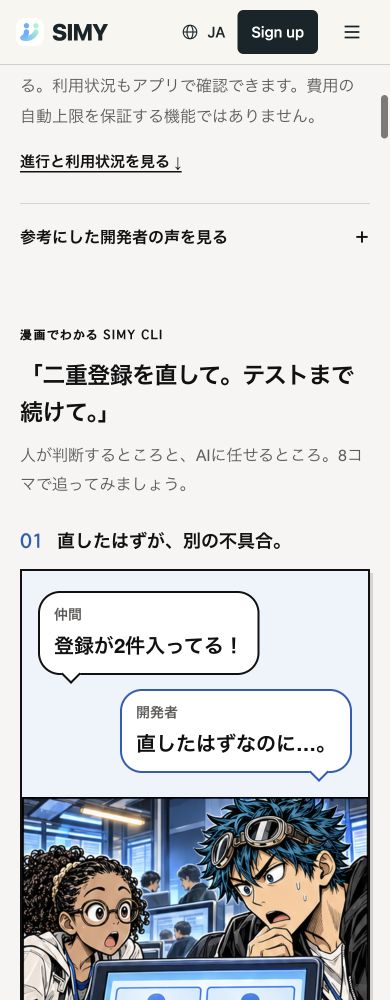 SIMY
JA
Sign up
る。利用状況もアプリで確認できます。費用の
自動上限を保証する機能ではありません。
進行と利用状況を見る ↓
参考にした開発者の声を見る +
漫画でわかる SIMY CLI
「二重登録を直して。テストまで
続けて。」
人が判断するところと、AIに任せるところ。8コ
マで追ってみましょう。
01 直したはずが、別の不具合。
仲間
登録が2件入ってる！
開発者
直したはずなのに…。